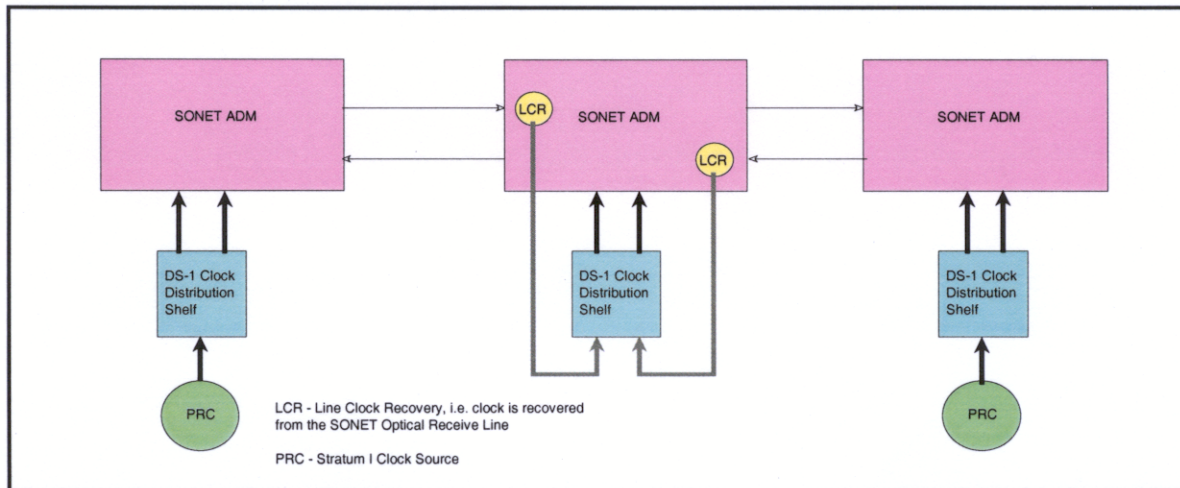 SONET ADM
LCR
SONET ADM
LCR
SONET ADM
DS-1 Clock
Distribution
Shelf
DS-1 Clock
Distribution
Shelf
DS-1 Clock
Distribution
Shelf
PRC
LCR - Line Clock Recovery, i.e. clock is recovered
from the SONET Optical Receive Line
PRC - Stratum I Clock Source
PRC